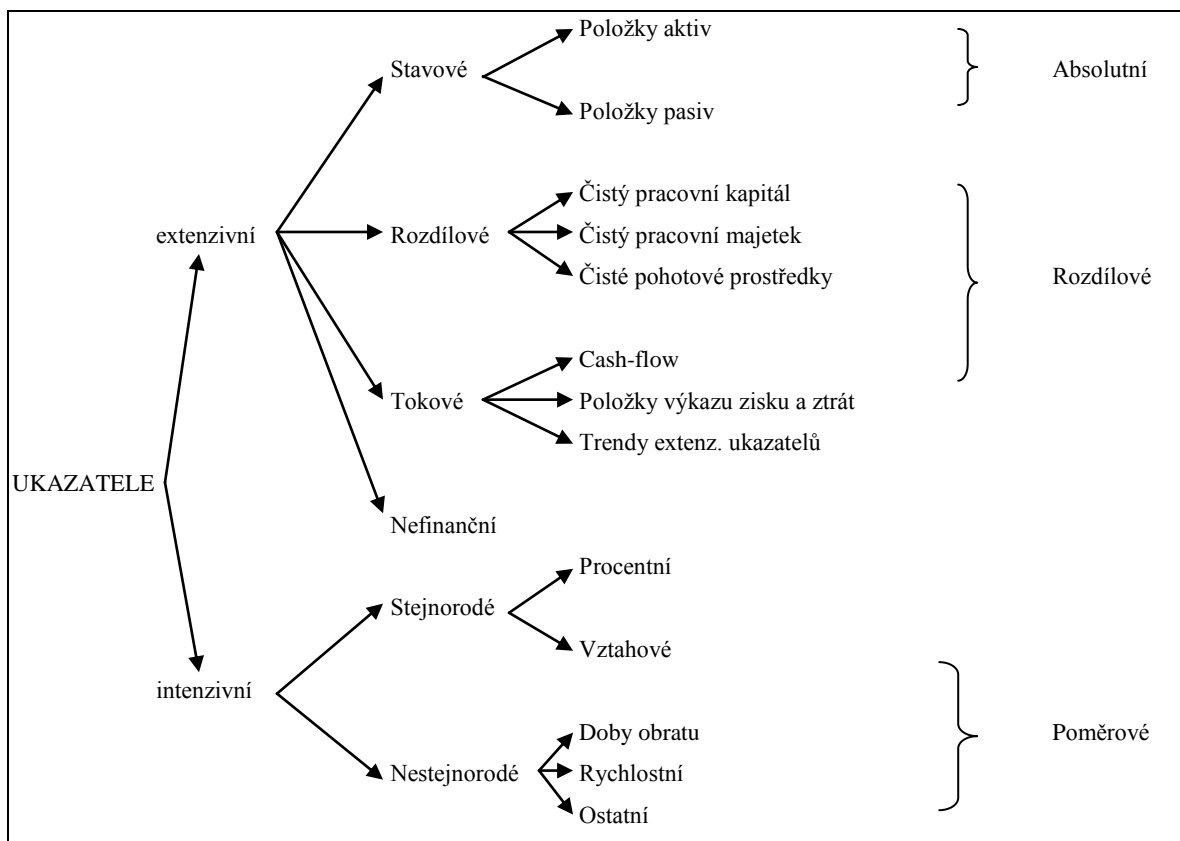 Položky aktiv
Stavové
Absolutní
Položky pasiv
Čistý pracovní kapitál
extenzivní
Rozdílové
Čistý pracovní majetek
Čisté pohotové prostředky
Rozdílové
Cash-flow
Tokové
Položky výkazu zisku a ztrát
Trendy extenz. ukazatelů
UKAZATELE
Nefinanční
Procentní
Stejnorodé
Vztahové
intenzivní
Doby obratu
Poměrové
Nestejnorodé
Rychlostní
Ostatní